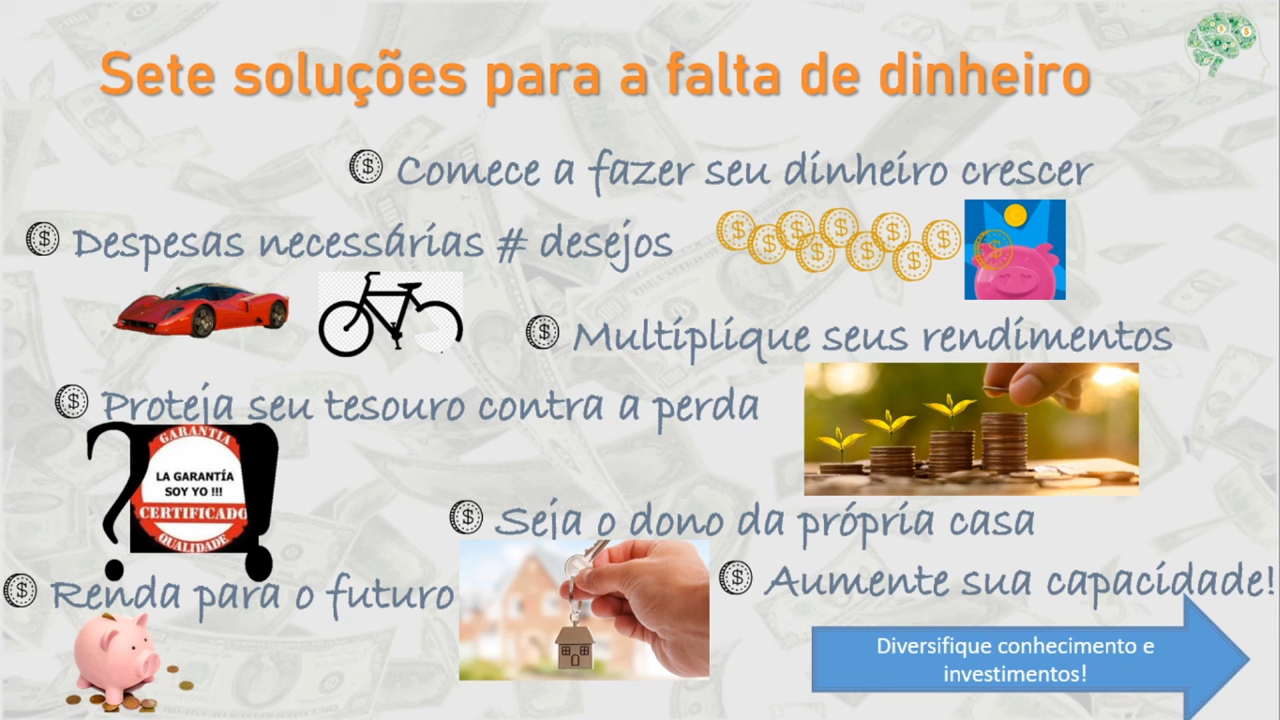 Sete soluções para a falta de dinheiro
Comece a fazer seu dinheiro crescer
Despesas necessárias # desejos
Multiplique seus rendimentos
Proteja seu tesouro contra a perda
GARANTIA
LA GARANTÍA
SOY YO !!!
CERTIFICADO
QUALIDADE
Seja o dono da própria casa
Renda para o futuro
Aumente sua capacidade!
Diversifique conhecimento e
investimentos!